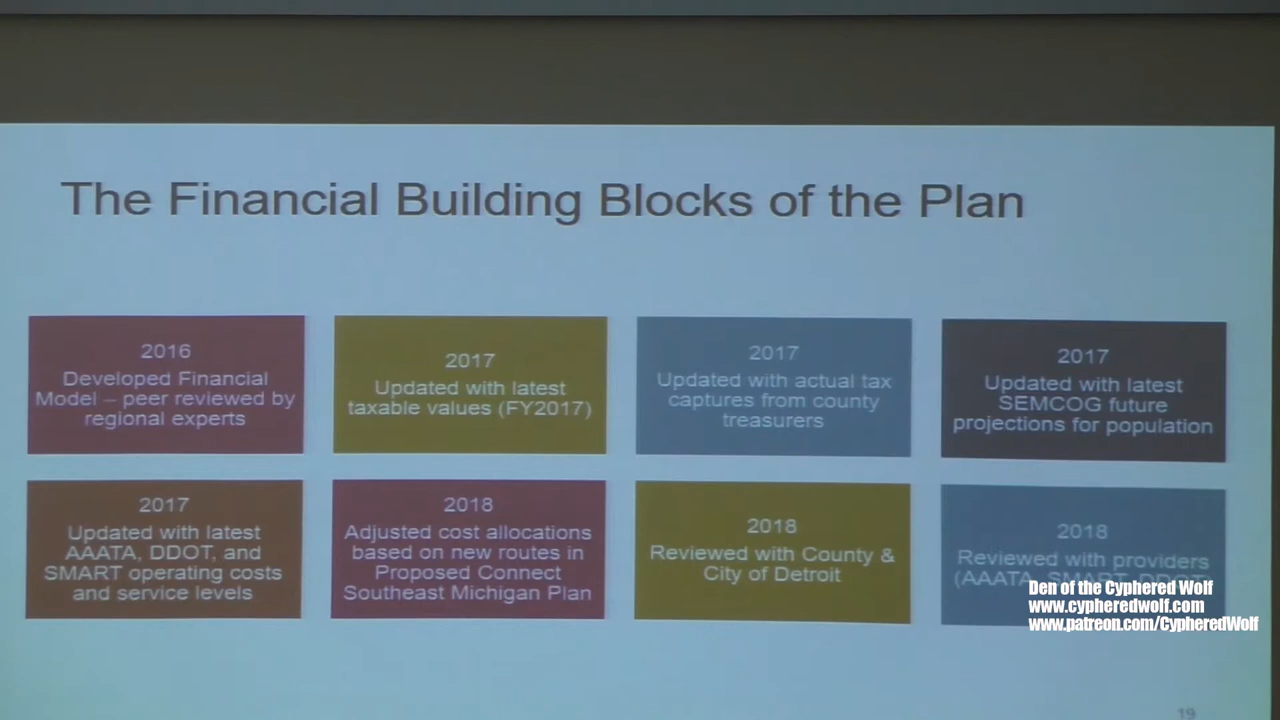 The Financial Building Blocks of the Plan
2016
Developed Financial
Model – peer reviewed by
regional experts
2017
Updated with latest
taxable values (FY2017)
2017
Updated with actual tax
captures from county
treasurers
2017
Updated with latest
SEMCOG future
projections for population
2017
Updated with latest
AAATA, DDOT, and
SMART operating costs
and service levels
2018
Adjusted cost allocations
based on new routes in
Proposed Connect
Southeast Michigan Plan
2018
Reviewed with County &
City of Detroit
2018
Reviewed with providers
(AAATA, SMART, DDOT)
Den of the Cyphered Wolf
www.cypheredwolf.com
www.patreon.com/CypheredWolf
19